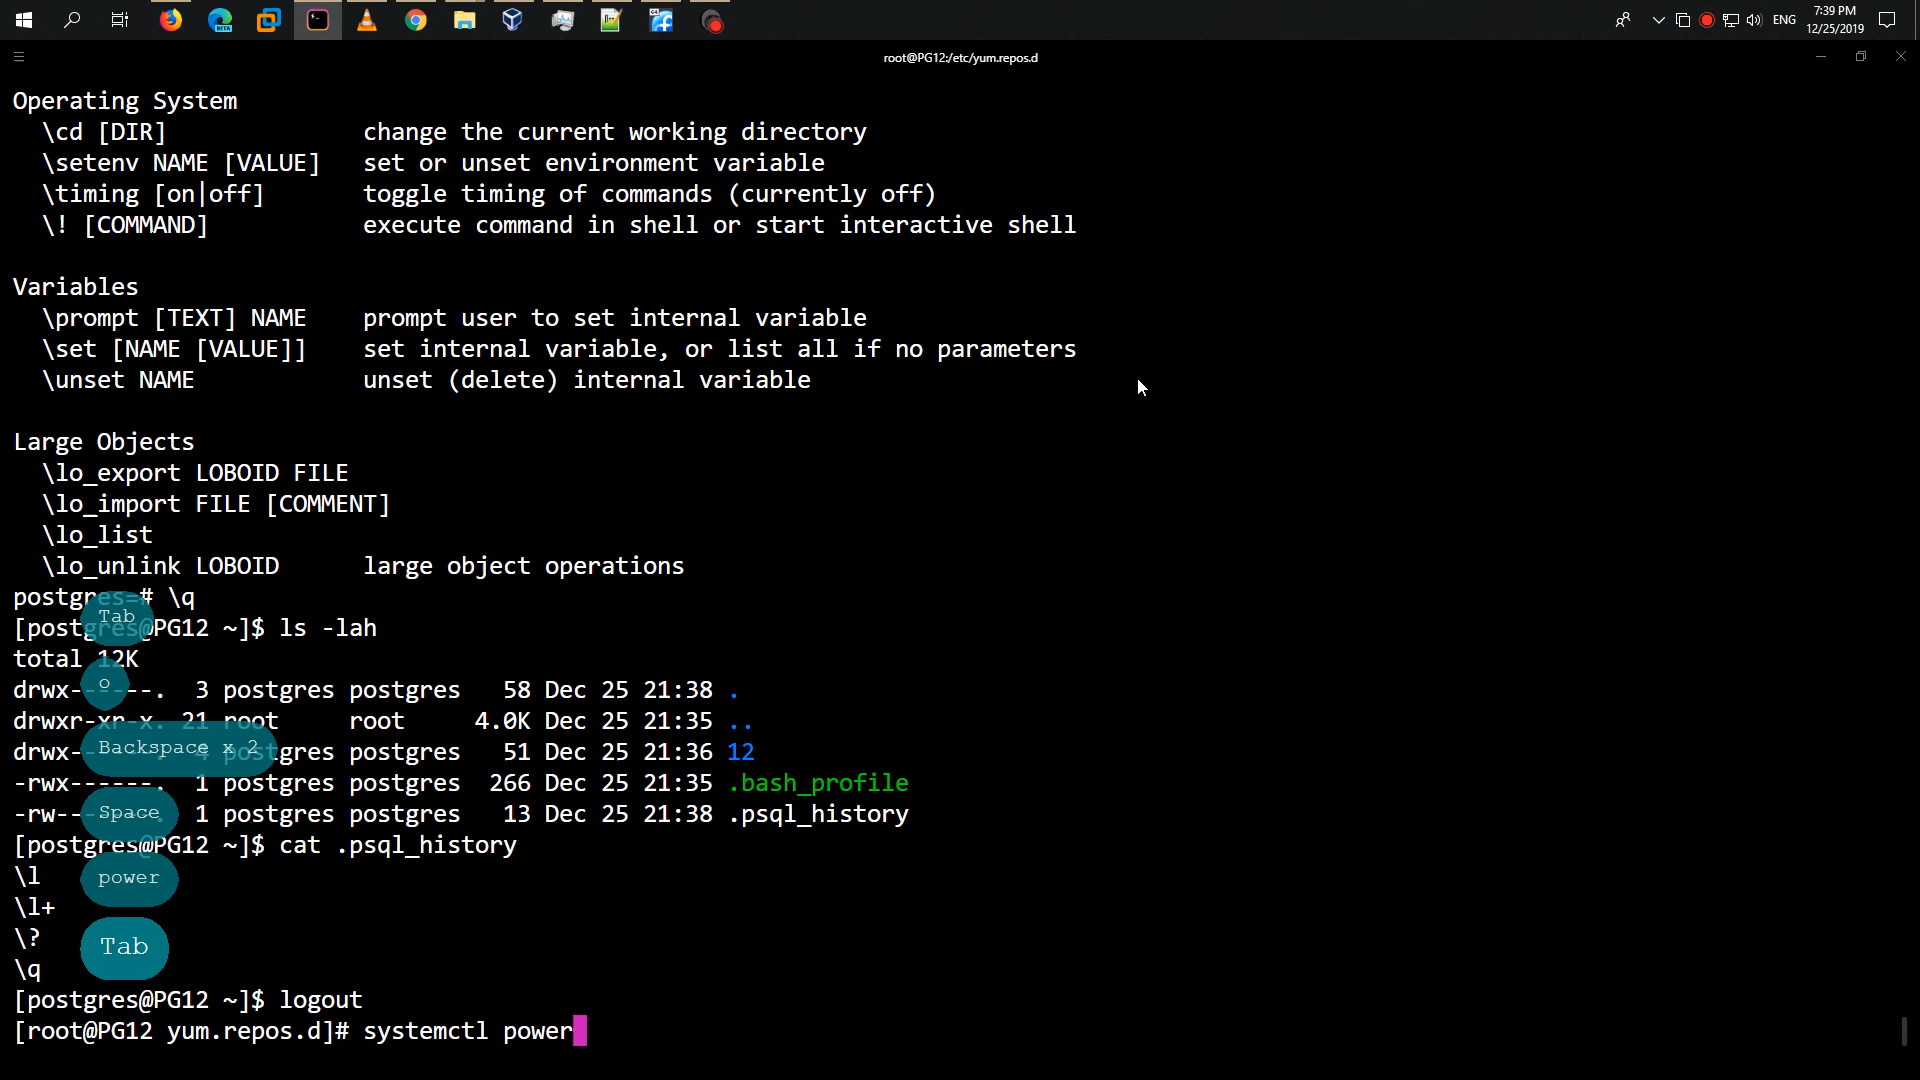 ENG
7:39 PM
12/25/2019
root@PG12:/etc/yum.repos.d
Operating System
\cd [DIR] change the current working directory
\setenv NAME [VALUE] set or unset environment variable
\timing [on|off] toggle timing of commands (currently off)
\! [COMMAND] execute command in shell or start interactive shell
Variables
\prompt [TEXT] NAME prompt user to set internal variable
\set [NAME [VALUE]] set internal variable, or list all if no parameters
\unset NAME unset (delete) internal variable
Large Objects
\lo_export LOBOID FILE
\lo_import FILE [COMMENT]
\lo_list
\lo_unlink LOBOID large object operations
postgres=# \q
Tab
[postgres@PG12 ~]$ ls -lah
total 12K
o
drwx------. 3 postgres postgres 58 Dec 25 21:38 .
drwxr-xr-x. 21 root root 4.0K Dec 25 21:35 ..
Backspace x 2
drwx------. 4 postgres postgres 51 Dec 25 21:36 12
-rwx------. 1 postgres postgres 266 Dec 25 21:35 .bash_profile
Space
-rw-------. 1 postgres postgres 13 Dec 25 21:38 .psql_history
[postgres@PG12 ~]$ cat .psql_history
\l
power
\l+
\?
Tab
\q
[postgres@PG12 ~]$ logout
[root@PG12 yum.repos.d]# systemctl power